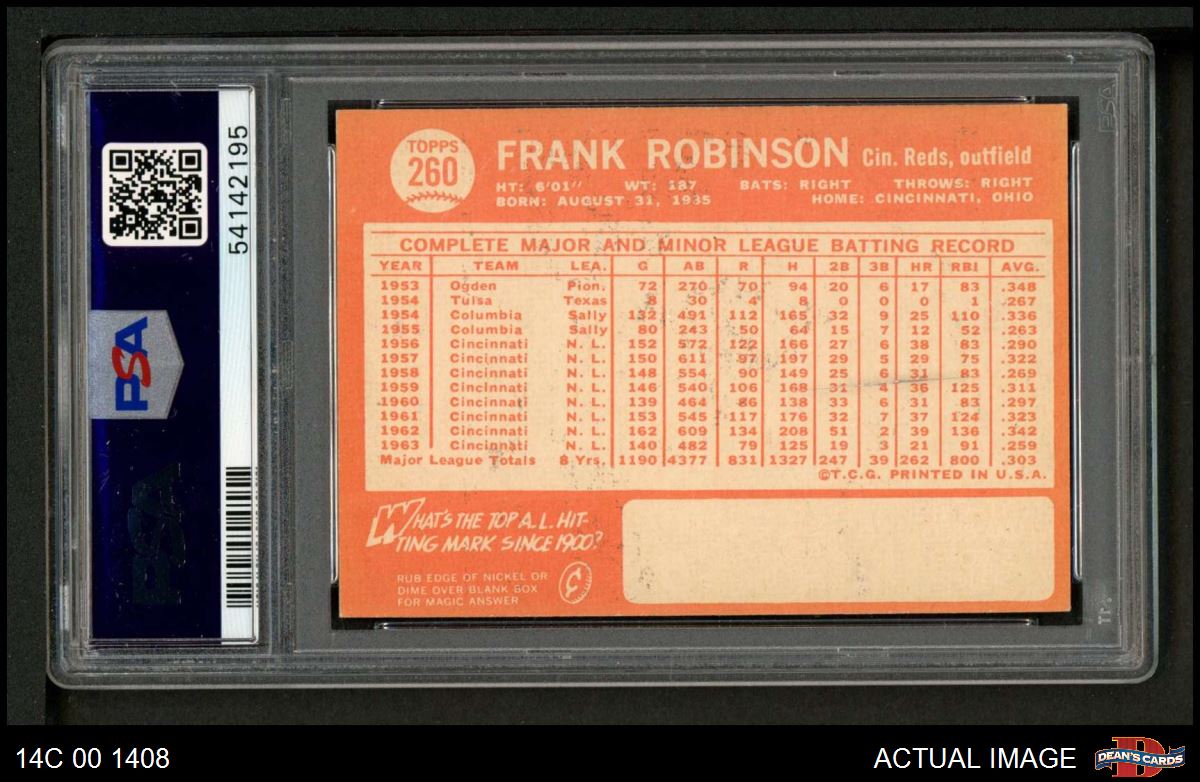 54142195
PSA
PSA
TOPPS
260
FRANK ROBINSON Cin. Reds, outfield
HT: 6'01" WT: 187 BATS: RIGHT THROWS: RIGHT
BORN: AUGUST 31, 1935 HOME: CINCINNATI, OHIO
COMPLETE MAJOR AND MINOR LEAGUE BATTING RECORD
YEAR TEAM LEA. G AB R H 2B 3B HR RBI AVG.
1953 Ogden Pion. 72 270 70 94 20 6 17 83 .348
1954 Tulsa Texas 8 30 4 8 0 0 0 1 .267
1954 Columbia Sally 132 491 112 165 32 9 25 110 .336
1955 Columbia Sally 80 243 50 64 15 7 12 52 .263
1956 Cincinnati N. L. 152 572 122 166 27 6 38 83 .290
1957 Cincinnati N. L. 150 611 97 197 29 5 29 75 .322
1958 Cincinnati N. L. 148 554 90 149 25 6 31 83 .269
1959 Cincinnati N. L. 146 540 106 168 31 4 36 125 .311
1960 Cincinnati N. L. 139 464 86 138 33 6 31 83 .297
1961 Cincinnati N. L. 153 545 117 176 32 7 37 124 .323
1962 Cincinnati N. L. 162 609 134 208 51 2 39 136 .342
1963 Cincinnati N. L. 140 482 79 125 19 3 21 91 .259
Major League Totals 8 Yrs. 1190 4377 831 1327 247 39 262 800 .303
©T.C.G. PRINTED IN U.S.A.
WHAT'S THE TOP A.L. HIT-
TING MARK SINCE 1900?
RUB EDGE OF NICKEL OR
DIME OVER BLANK BOX
FOR MAGIC ANSWER
PSA
14C 00 1408
ACTUAL IMAGE
DEAN'S CARDS